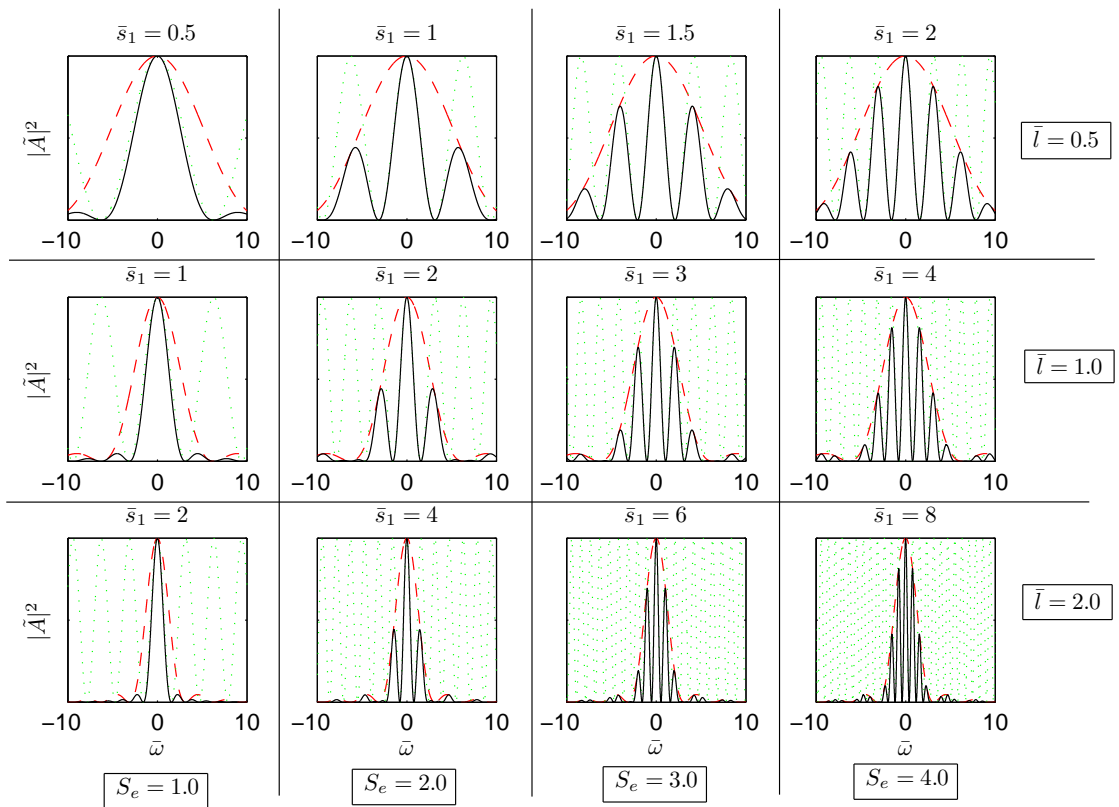 s̄₁ = 0.5 s̄₁ = 1 s̄₁ = 1.5 s̄₁ = 2
|Ã|²
l̄ = 0.5
−10 0 10 −10 0 10 −10 0 10 −10 0 10
s̄₁ = 1 s̄₁ = 2 s̄₁ = 3 s̄₁ = 4
|Ã|²
l̄ = 1.0
−10 0 10 −10 0 10 −10 0 10 −10 0 10
s̄₁ = 2 s̄₁ = 4 s̄₁ = 6 s̄₁ = 8
|Ã|²
l̄ = 2.0
−10 0 10 −10 0 10 −10 0 10 −10 0 10
ω̄ ω̄ ω̄ ω̄
Sₑ = 1.0 Sₑ = 2.0 Sₑ = 3.0 Sₑ = 4.0